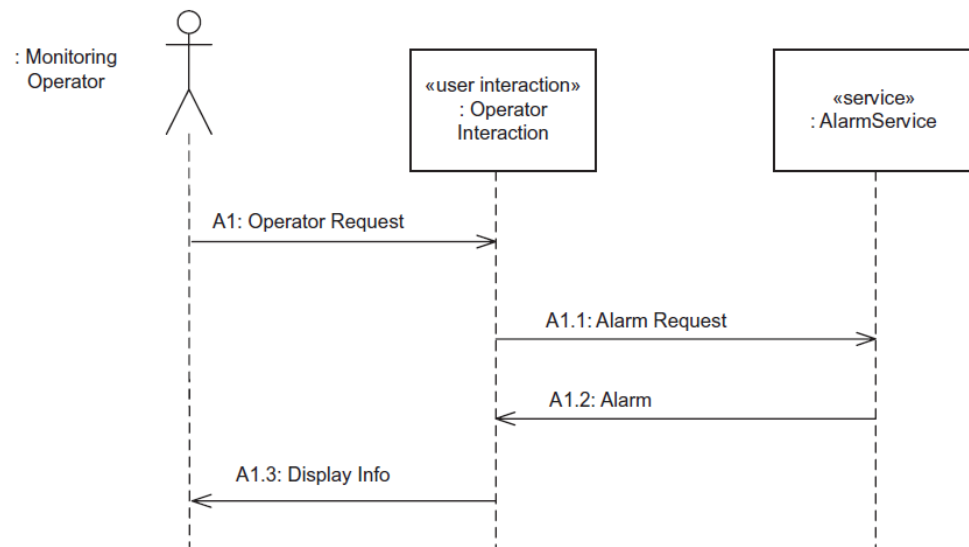 : Monitoring
Operator
«user interaction»
: Operator
Interaction
«service»
: AlarmService
A1: Operator Request
A1.1: Alarm Request
A1.2: Alarm
A1.3: Display Info